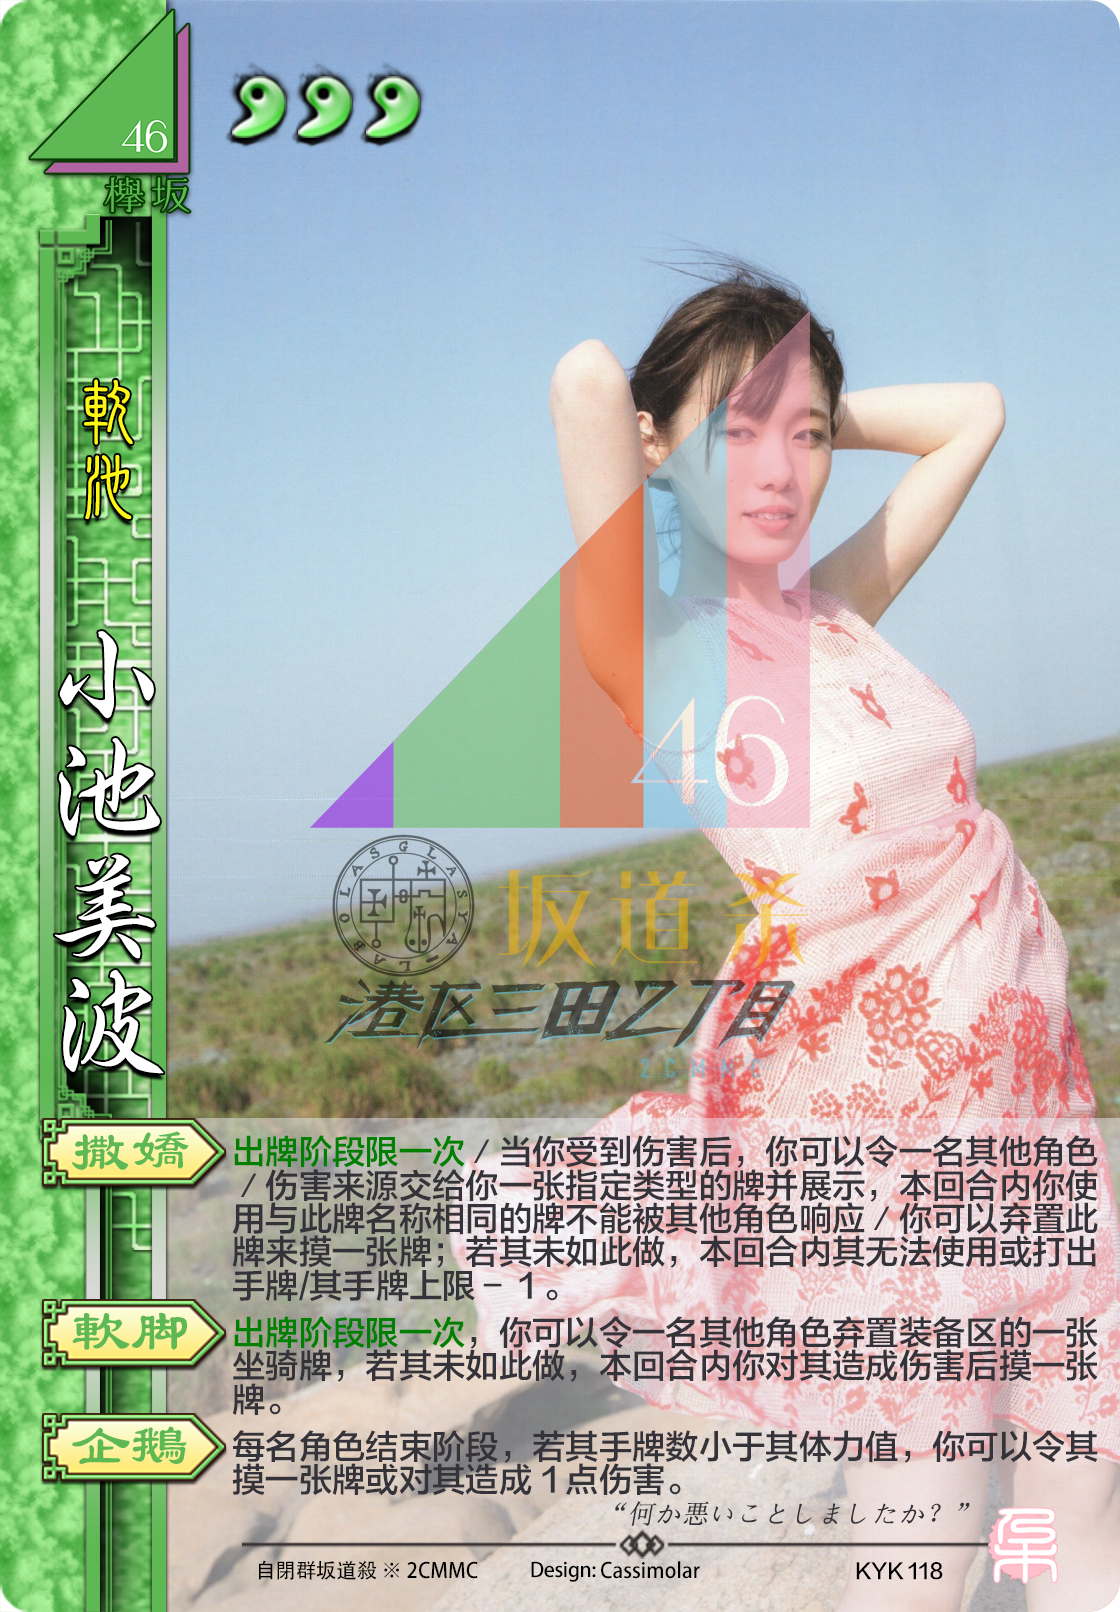 46
欅坂
軟池
小池美波
46
GLASYA-LABOLAS
坂道杀
港区三田乙丁目
2CMMC
撒嬌
出牌阶段限一次／当你受到伤害后，你可以令一名其他角色
／伤害来源交给你一张指定类型的牌并展示，本回合内你使
用与此牌名称相同的牌不能被其他角色响应／你可以弃置此
牌来摸一张牌；若其未如此做，本回合内其无法使用或打出
手牌/其手牌上限－１。
軟脚
出牌阶段限一次，你可以令一名其他角色弃置装备区的一张
坐骑牌，若其未如此做，本回合内你对其造成伤害后摸一张
牌。
企鵝
每名角色结束阶段，若其手牌数小于其体力值，你可以令其
摸一张牌或对其造成１点伤害。
“何か悪いことしましたか？”
自閉群坂道殺 ※ 2CMMC Design: Cassimolar KYK 118